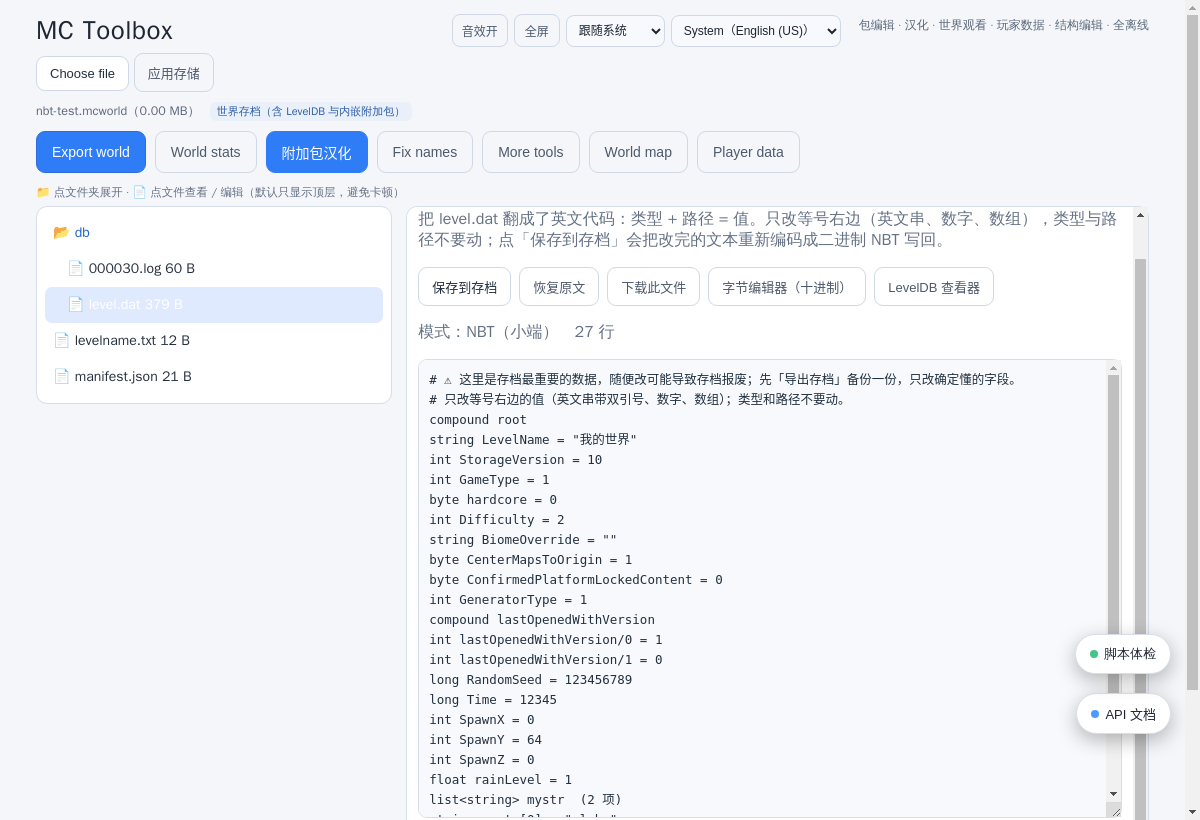 MC Toolbox
音效开 全屏 跟随系统 System（English (US)） 包编辑 · 汉化 · 世界观看 · 玩家数据 · 结构编辑 · 全离线
Choose file 应用存储
nbt-test.mcworld（0.00 MB） 世界存档（含 LevelDB 与内嵌附加包）
Export world World stats 附加包汉化 Fix names More tools World map Player data
📁 点文件夹展开 · 📄 点文件查看 / 编辑（默认只显示顶层，避免卡顿）
📂 db
📄 000030.log 60 B
📄 level.dat 379 B
📄 levelname.txt 12 B
📄 manifest.json 21 B
把 level.dat 翻成了英文代码：类型 + 路径 = 值。只改等号右边（英文串、数字、数组），类型与路
径不要动；点「保存到存档」会把改完的文本重新编码成二进制 NBT 写回。
保存到存档 恢复原文 下载此文件 字节编辑器（十进制） LevelDB 查看器
模式：NBT（小端） 27 行
# ⚠ 这里是存档最重要的数据，随便改可能导致存档报废；先「导出存档」备份一份，只改确定懂的字段。
# 只改等号右边的值（英文串带双引号、数字、数组）；类型和路径不要动。
compound root
string LevelName = "我的世界"
int StorageVersion = 10
int GameType = 1
byte hardcore = 0
int Difficulty = 2
string BiomeOverride = ""
byte CenterMapsToOrigin = 1
byte ConfirmedPlatformLockedContent = 0
int GeneratorType = 1
compound lastOpenedWithVersion
int lastOpenedWithVersion/0 = 1
int lastOpenedWithVersion/1 = 0
long RandomSeed = 123456789
long Time = 12345
int SpawnX = 0
int SpawnY = 64
int SpawnZ = 0
float rainLevel = 1
list<string> mystr (2 项)
脚本体检
API 文档